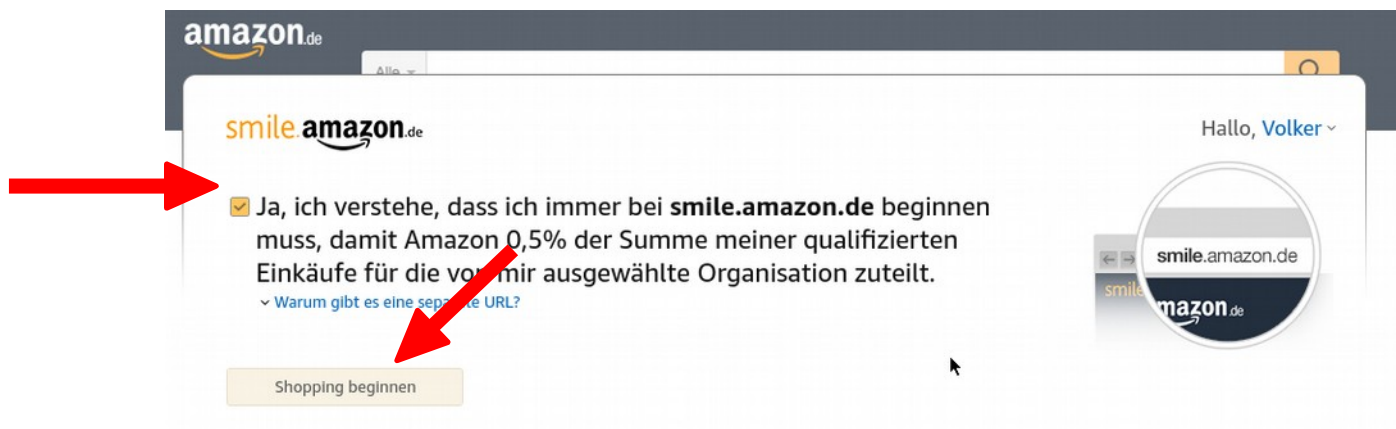 amazon.de
Alle
smile.amazon.de
Hallo, Volker
Ja, ich verstehe, dass ich immer bei smile.amazon.de beginnen
muss, damit Amazon 0,5% der Summe meiner qualifizierten
Einkäufe für die von mir ausgewählte Organisation zuteilt.
Warum gibt es eine separate URL?
smile.amazon.de
smile
amazon.de
Shopping beginnen